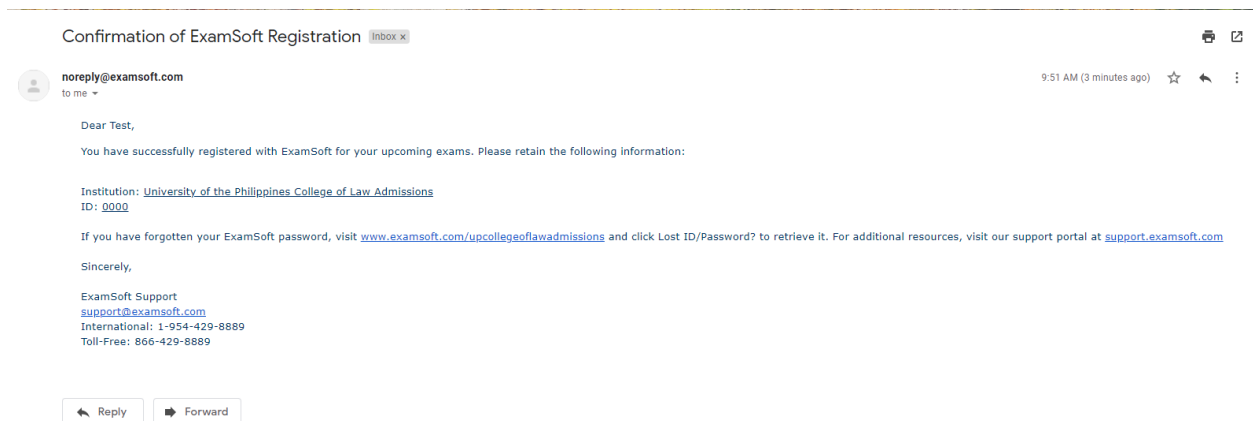 Confirmation of ExamSoft Registration Inbox x
noreply@examsoft.com 9:51 AM (3 minutes ago)
to me
Dear Test,
You have successfully registered with ExamSoft for your upcoming exams. Please retain the following information:
Institution: University of the Philippines College of Law Admissions
ID: 0000
If you have forgotten your ExamSoft password, visit www.examsoft.com/upcollegeoflawadmissions and click Lost ID/Password? to retrieve it. For additional resources, visit our support portal at support.examsoft.com
Sincerely,
ExamSoft Support
support@examsoft.com
International: 1-954-429-8889
Toll-Free: 866-429-8889
Reply Forward